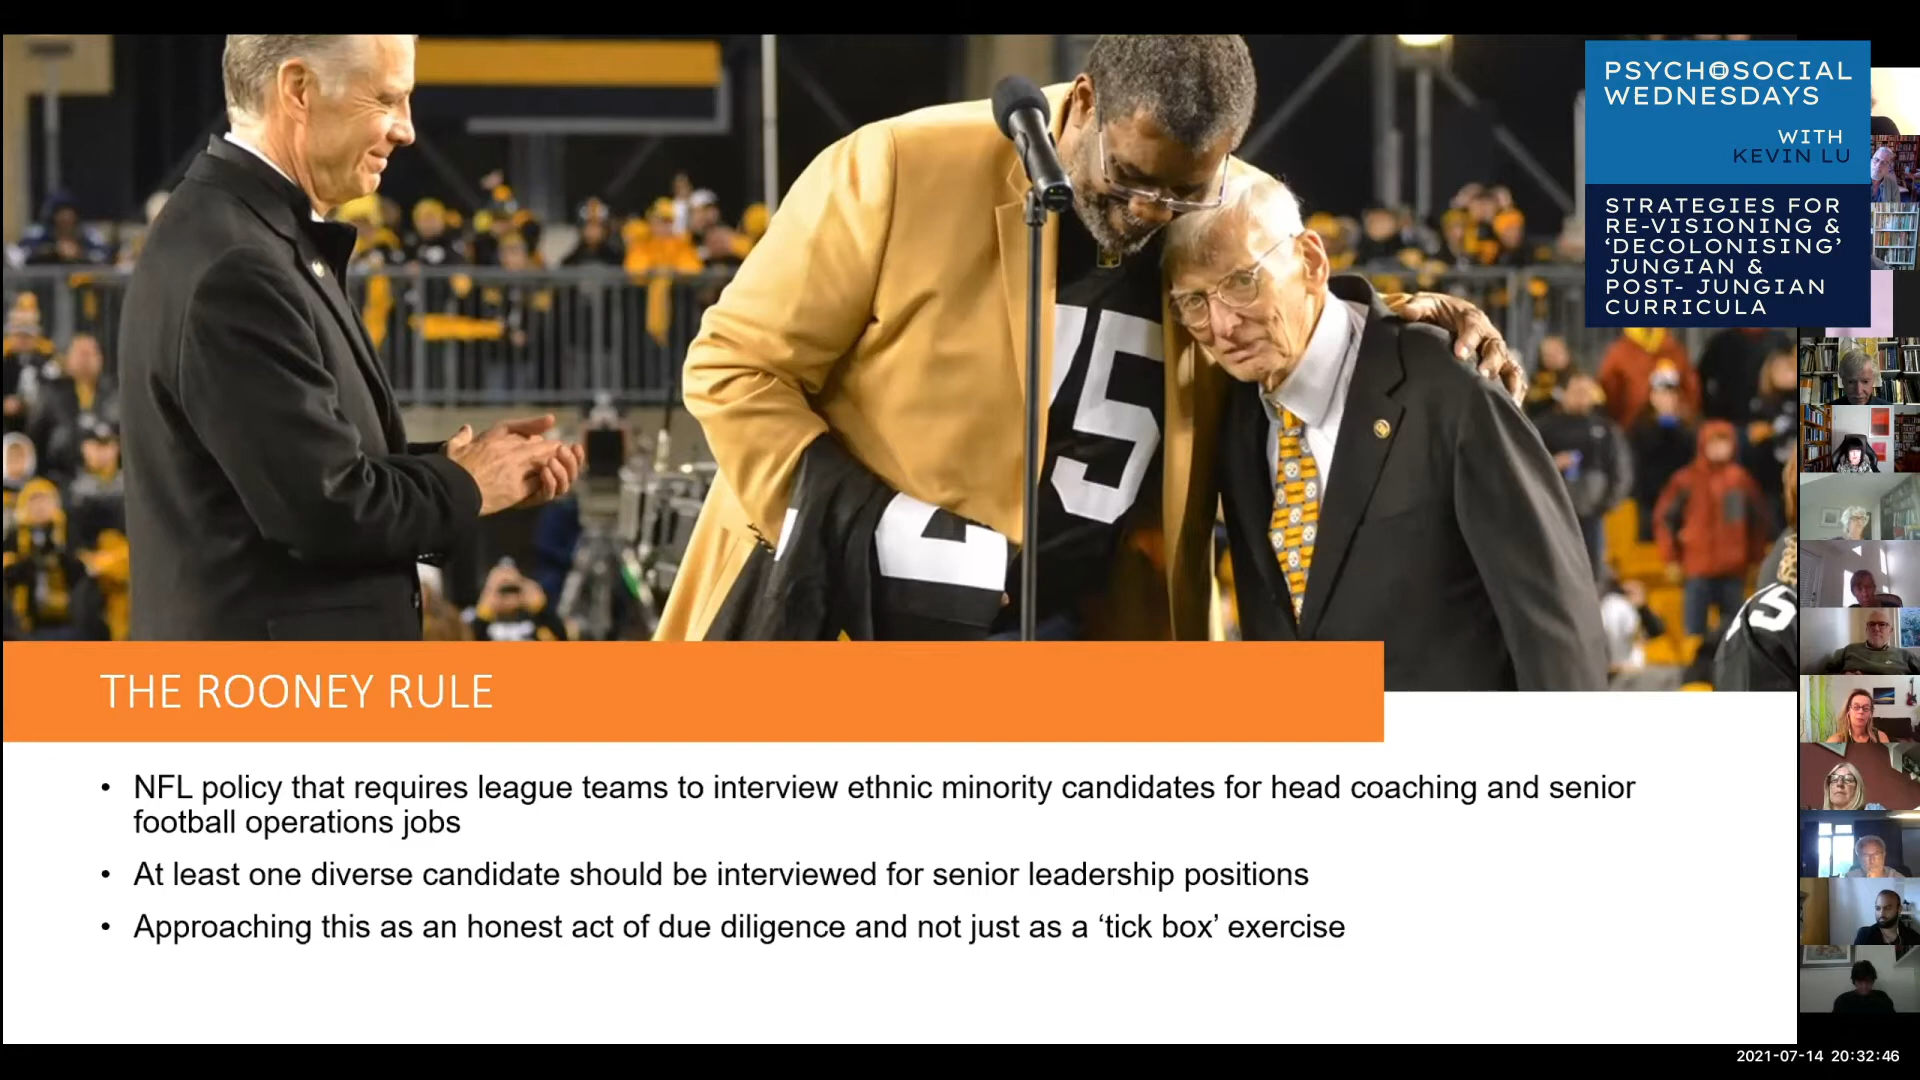 PSYCHOSOCIAL
WEDNESDAYS
WITH
KEVIN LU
STRATEGIES FOR
RE-VISIONING &
‘DECOLONISING’
JUNGIAN &
POST- JUNGIAN
CURRICULA
75
75
THE ROONEY RULE
• NFL policy that requires league teams to interview ethnic minority candidates for head coaching and senior
football operations jobs
• At least one diverse candidate should be interviewed for senior leadership positions
• Approaching this as an honest act of due diligence and not just as a ‘tick box’ exercise
2021-07-14 20:32:46